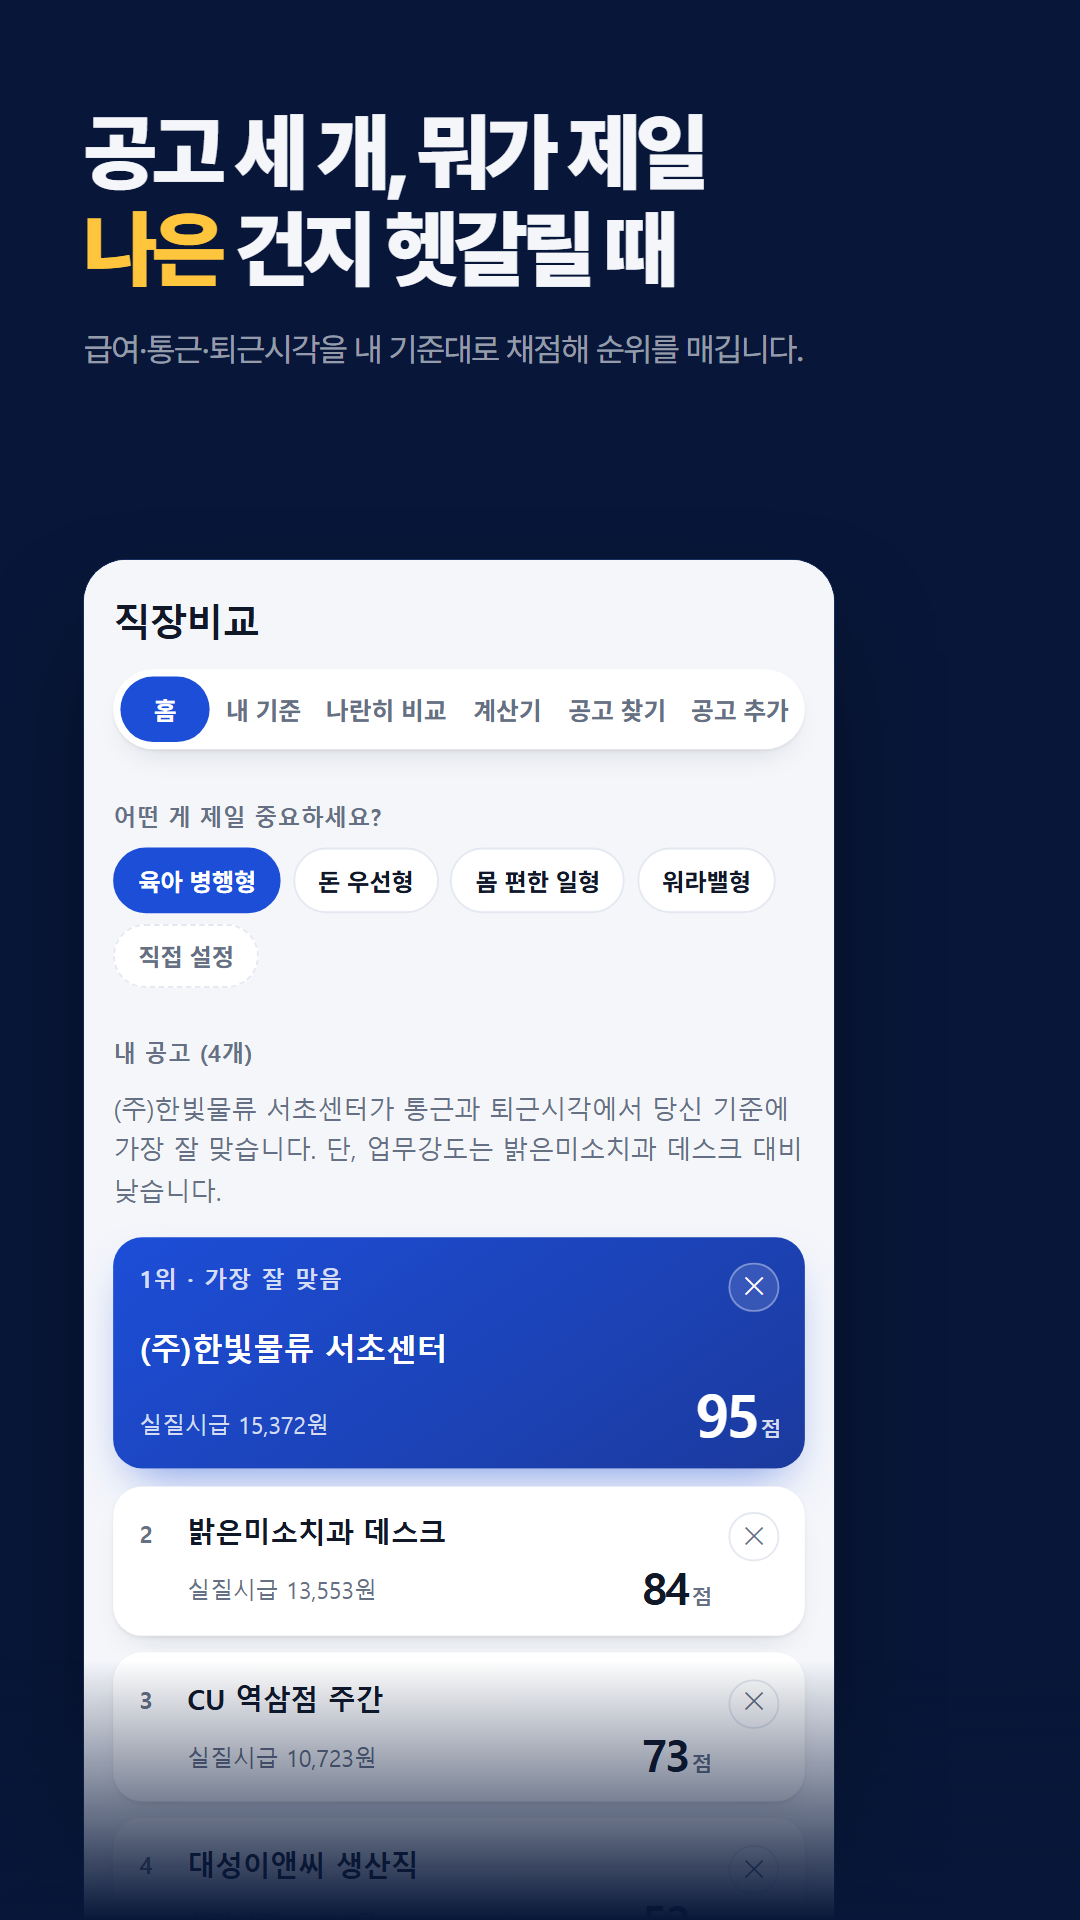 공고 세 개, 뭐가 제일
나은 건지 헷갈릴 때
급여·통근·퇴근시각을 내 기준대로 채점해 순위를 매깁니다.
직장비교
홈 내 기준 나란히 비교 계산기 공고 찾기 공고 추가
어떤 게 제일 중요하세요?
육아 병행형 돈 우선형 몸 편한 일형 워라밸형
직접 설정
내 공고 (4개)
(주)한빛물류 서초센터가 통근과 퇴근시각에서 당신 기준에
가장 잘 맞습니다. 단, 업무강도는 밝은미소치과 데스크 대비
낮습니다.
1위 · 가장 잘 맞음
(주)한빛물류 서초센터
실질시급 15,372원 95점
2 밝은미소치과 데스크
실질시급 13,553원 84점
3 CU 역삼점 주간
실질시급 10,723원 73점
4 대성이앤씨 생산직